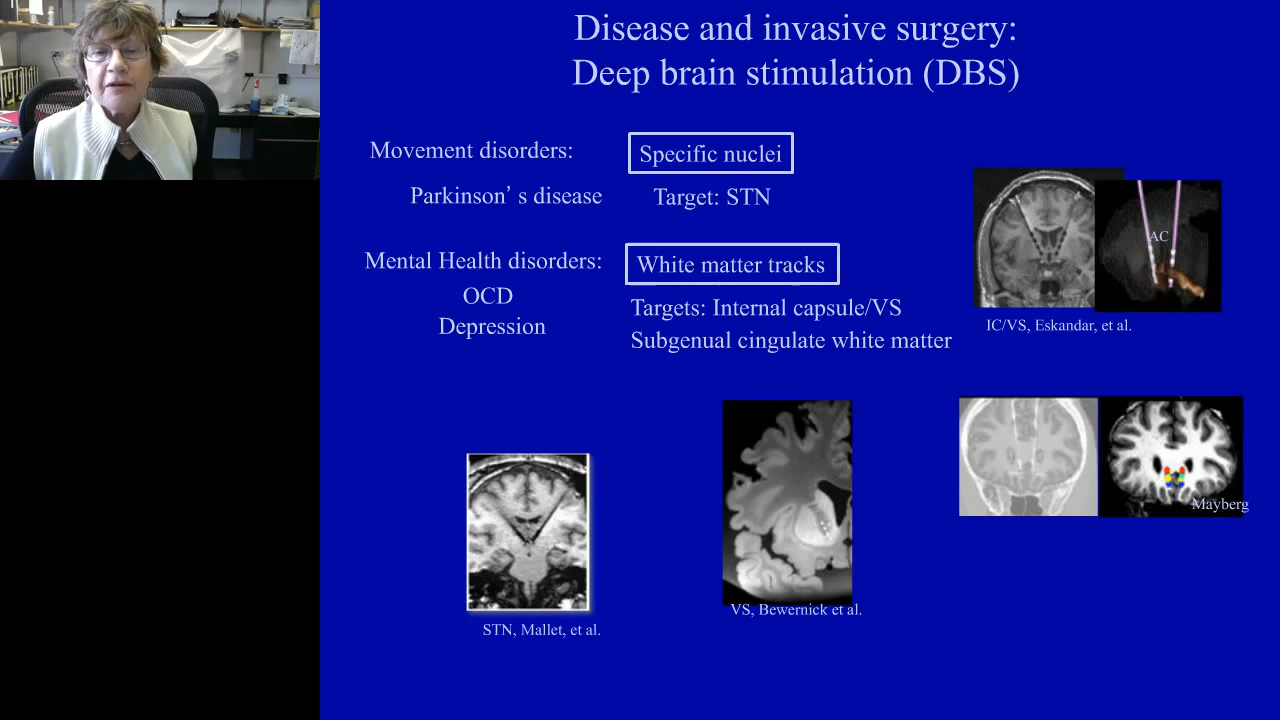 Disease and invasive surgery:
Deep brain stimulation (DBS)
Movement disorders:
Specific nuclei
Parkinson’ s disease
Target: STN
Mental Health disorders:
White matter tracks
OCD
Depression
Targets: Internal capsule/VS
Subgenual cingulate white matter
AC
IC/VS, Eskandar, et al.
Mayberg
VS, Bewernick et al.
STN, Mallet, et al.